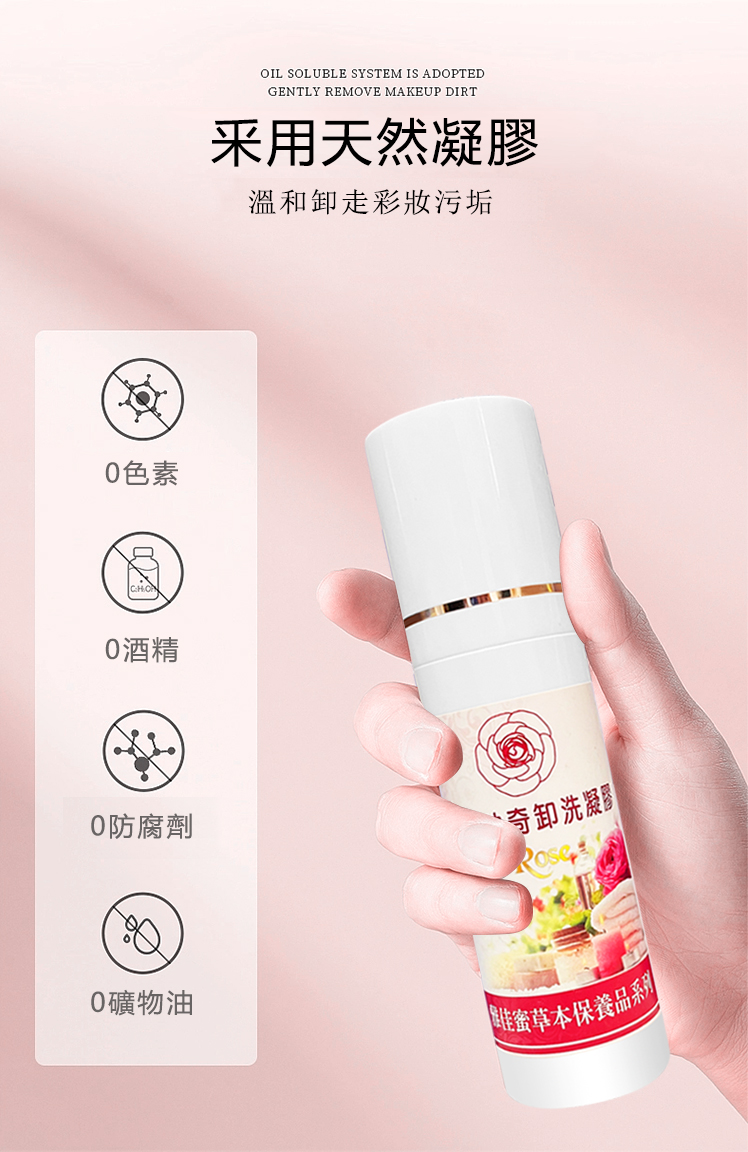 OIL SOLUBLE SYSTEM IS ADOPTED
GENTLY REMOVE MAKEUP DIRT
采用天然凝膠
溫和卸走彩妝污垢
0色素
C₂H₅OH
0酒精
0防腐劑
0礦物油
奇卸洗凝膠
Rose
佳蜜草本保養品系列